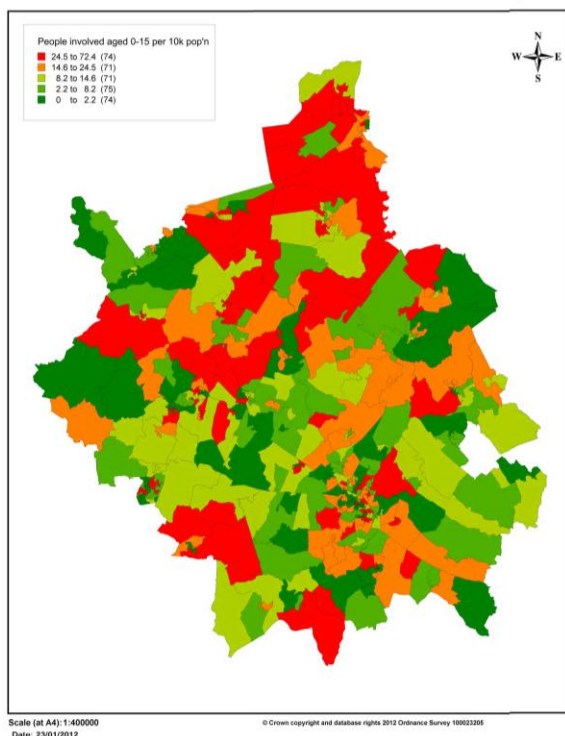 People involved aged 0-15 per 10k pop'n
24.5 to 72.4 (74)
14.6 to 24.5 (71)
8.2 to 14.6 (71)
2.2 to 8.2 (75)
0 to 2.2 (74)
N
W E
S
Scale (at A4): 1:400000
© Crown copyright and database rights 2012 Ordnance Survey 100023205
Date: 23/01/2012